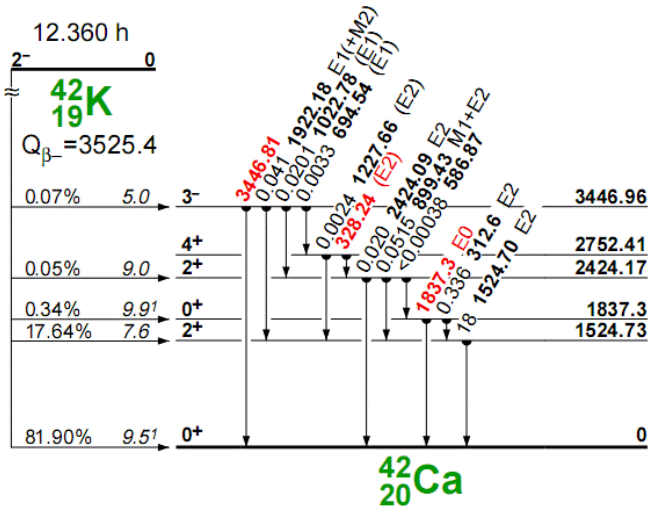 12.360 h
2⁻ 0
⁴²₁₉K
Qβ−=3525.4
3446.81
0.041 1922.18 E1(+M2)
0.0201 1022.78 (E1)
0.0033 694.54 (E1)
0.0024 1227.66 (E2)
328.24 (E2)
0.020 2424.09 E2
0.0515 899.43 M1+E2
<0.00038 586.87
1837.3 E0
0.336 312.6 E2
18 1524.70 E2
0.07% 5.0 3⁻ 3446.96
4⁺ 2752.41
0.05% 9.0 2⁺ 2424.17
0.34% 9.9¹ 0⁺ 1837.3
17.64% 7.6 2⁺ 1524.73
81.90% 9.5¹ 0⁺ 0
⁴²₂₀Ca